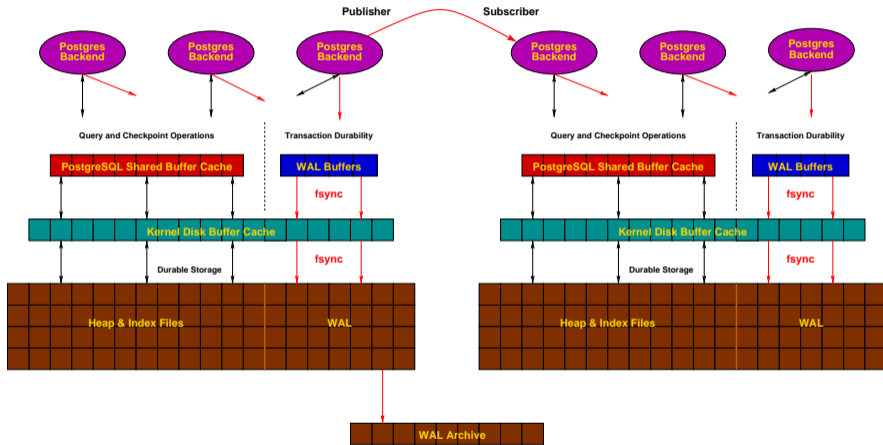 Publisher
Subscriber
Postgres
Backend
Postgres
Backend
Postgres
Backend
Postgres
Backend
Postgres
Backend
Postgres
Backend
Query and Checkpoint Operations
Transaction Durability
Query and Checkpoint Operations
Transaction Durability
PostgreSQL Shared Buffer Cache
WAL Buffers
PostgreSQL Shared Buffer Cache
WAL Buffers
fsync
fsync
Kernel Disk Buffer Cache
Kernel Disk Buffer Cache
fsync
fsync
Durable Storage
Durable Storage
Heap & Index Files
WAL
Heap & Index Files
WAL
WAL Archive